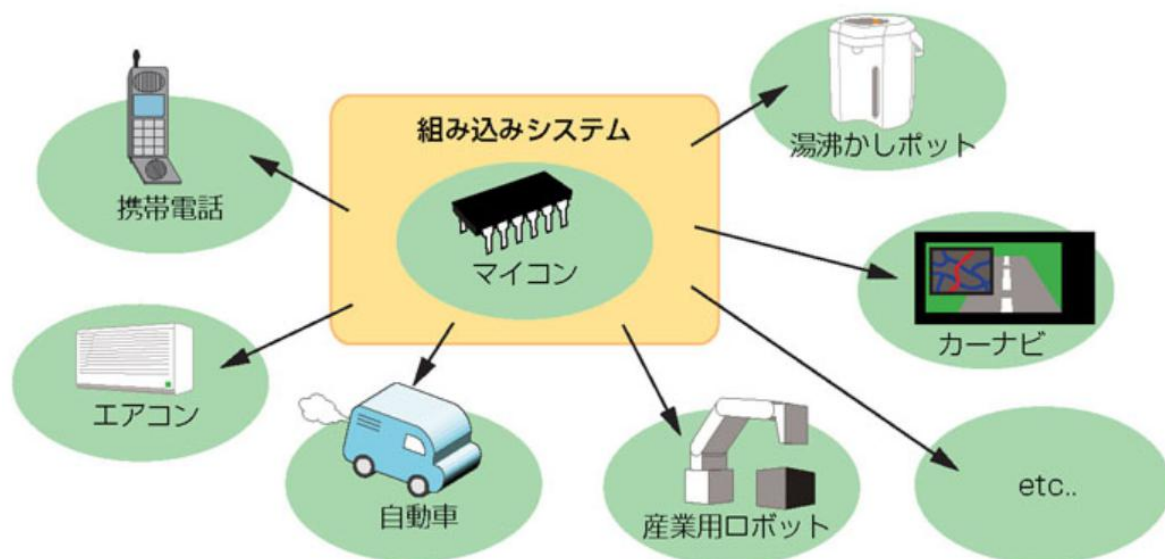 組み込みシステム
マイコン
携帯電話
湯沸かしポット
エアコン
カーナビ
自動車
産業用ロボット
etc..